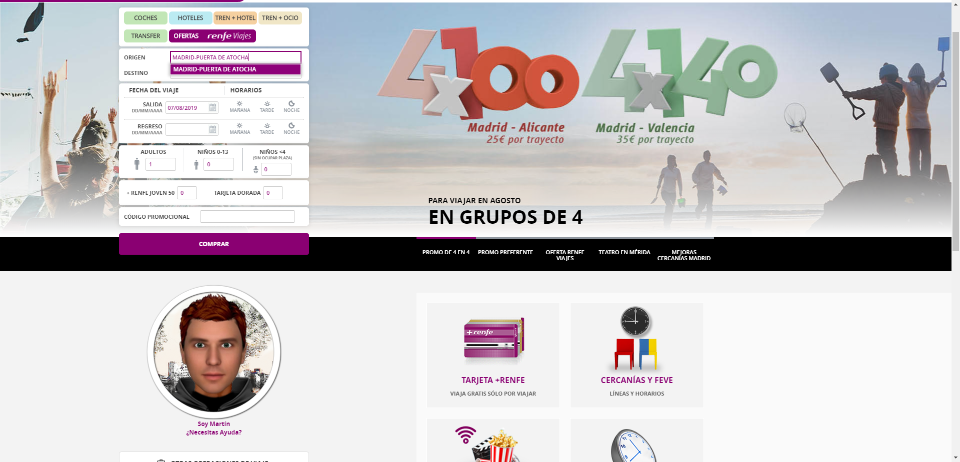 COCHES
HOTELES
TREN + HOTEL
TREN + OCIO
TRANSFER
OFERTAS renfe Viajes
ORIGEN
MADRID-PUERTA DE ATOCHA
MADRID-PUERTA DE ATOCHA
DESTINO
FECHA DEL VIAJE
HORARIOS
SALIDA
DD/MM/AAAA
07/08/2019
MAÑANA
TARDE
NOCHE
REGRESO
DD/MM/AAAA
MAÑANA
TARDE
NOCHE
ADULTOS
NIÑOS 0-13
NIÑOS <4
(SIN OCUPAR PLAZA)
1
0
0
+ RENFE JOVEN 50
0
TARJETA DORADA
0
CÓDIGO PROMOCIONAL
COMPRAR
4x100
Madrid - Alicante
25€ por trayecto
4x140
Madrid - Valencia
35€ por trayecto
PARA VIAJAR EN AGOSTO
EN GRUPOS DE 4
PROMO DE 4 EN 4
PROMO PREFERENTE
OFERTA RENFE
VIAJES
TEATRO EN MÉRIDA
MEJORAS
CERCANÍAS MADRID
Soy Martín
¿Necesitas Ayuda?
+renfe
TARJETA +RENFE
VIAJA GRATIS SÓLO POR VIAJAR
CERCANÍAS Y FEVE
LÍNEAS Y HORARIOS